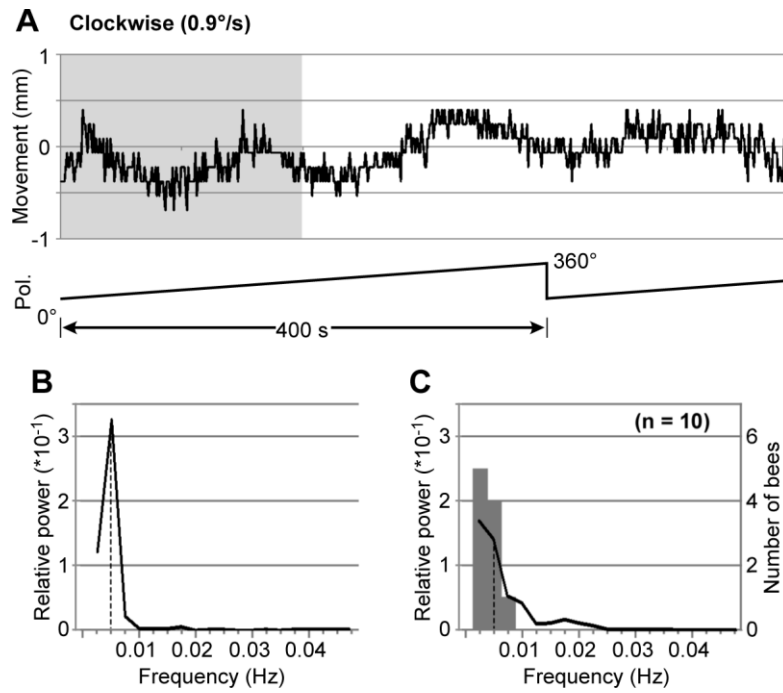 A Clockwise (0.9°/s)
1
0
-1
Movement (mm)
Pol.
360°
0°
400 s
B
Relative power (*10⁻¹)
3
2
1
0
0.01 0.02 0.03 0.04
Frequency (Hz)
C
(n = 10)
Relative power (*10⁻¹)
3
2
1
0
Number of bees
6
4
2
0
0.01 0.02 0.03 0.04
Frequency (Hz)